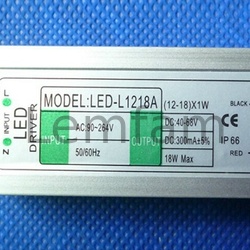 MODEL:LED-L1218A (12-18)X1W
LED
DRIVER
N INPUT L
INPUT
AC:90~264V
50/60Hz
OUTPUT
DC:40-68V
DC:300mA±5%
18W Max
BLACK
IP 66
emfam